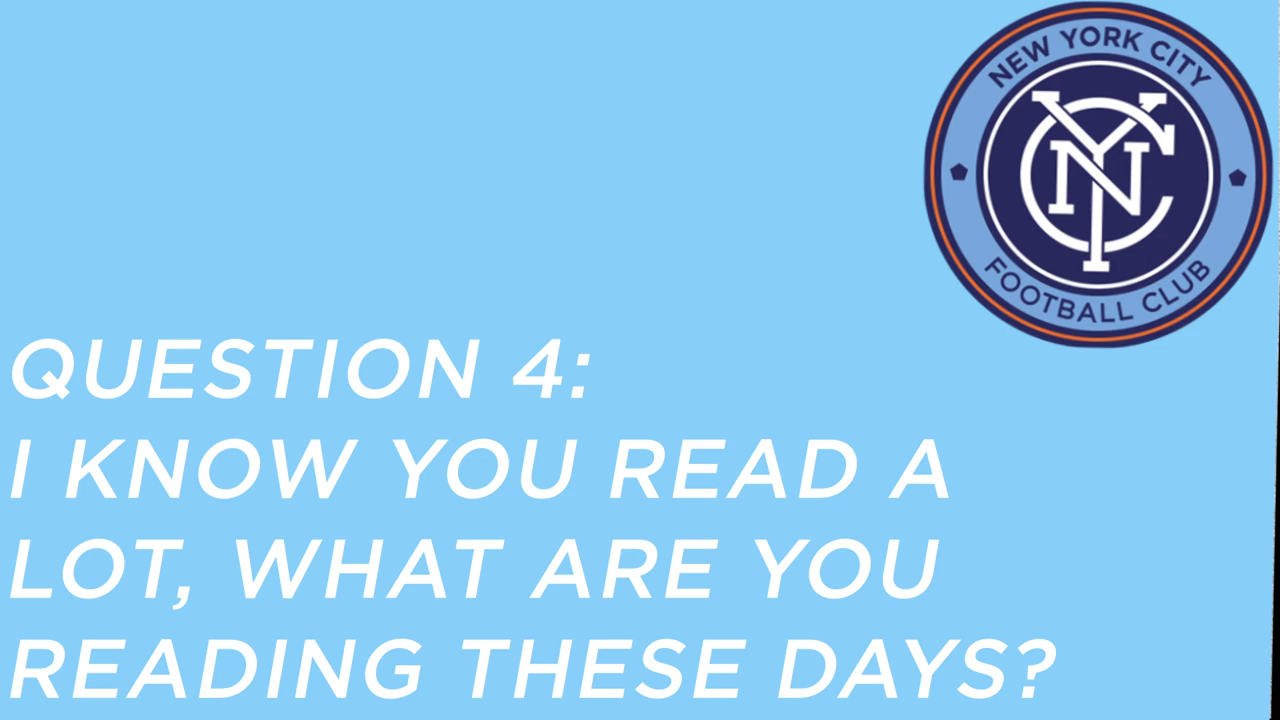 NEW YORK CITY
NYC
FOOTBALL CLUB
QUESTION 4:
I KNOW YOU READ A
LOT, WHAT ARE YOU
READING THESE DAYS?